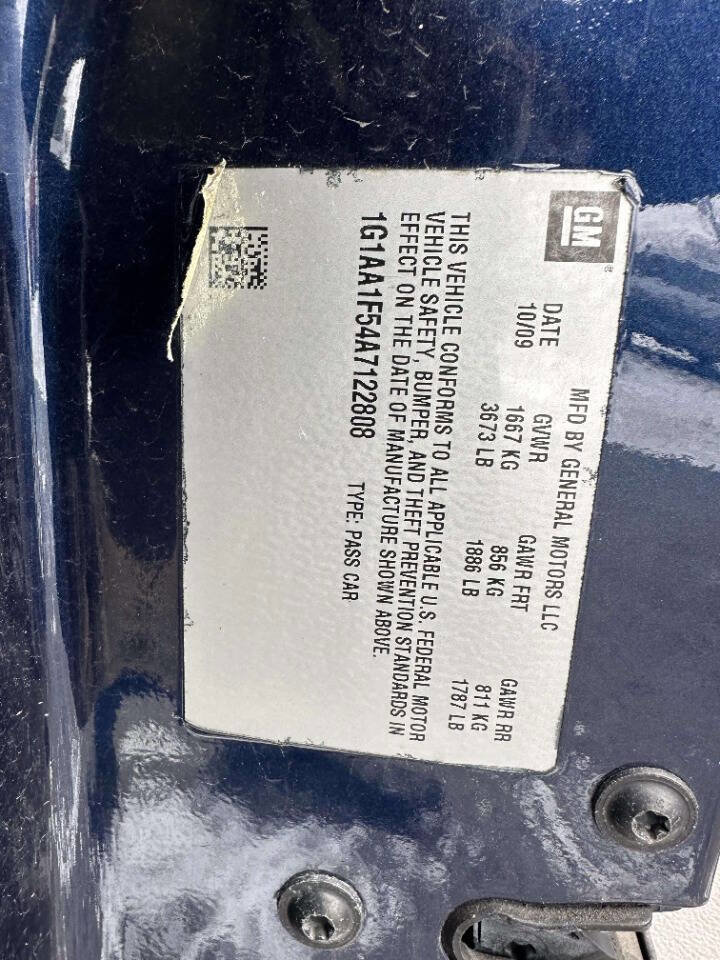 GM
MFD BY GENERAL MOTORS LLC
DATE GVWR GAWR FRT GAWR RR
10/09 1667 KG 856 KG 811 KG
3673 LB 1886 LB 1787 LB
THIS VEHICLE CONFORMS TO ALL APPLICABLE U.S. FEDERAL MOTOR
VEHICLE SAFETY, BUMPER, AND THEFT PREVENTION STANDARDS IN
EFFECT ON THE DATE OF MANUFACTURE SHOWN ABOVE.
1G1AA1F54A7122808 TYPE: PASS CAR